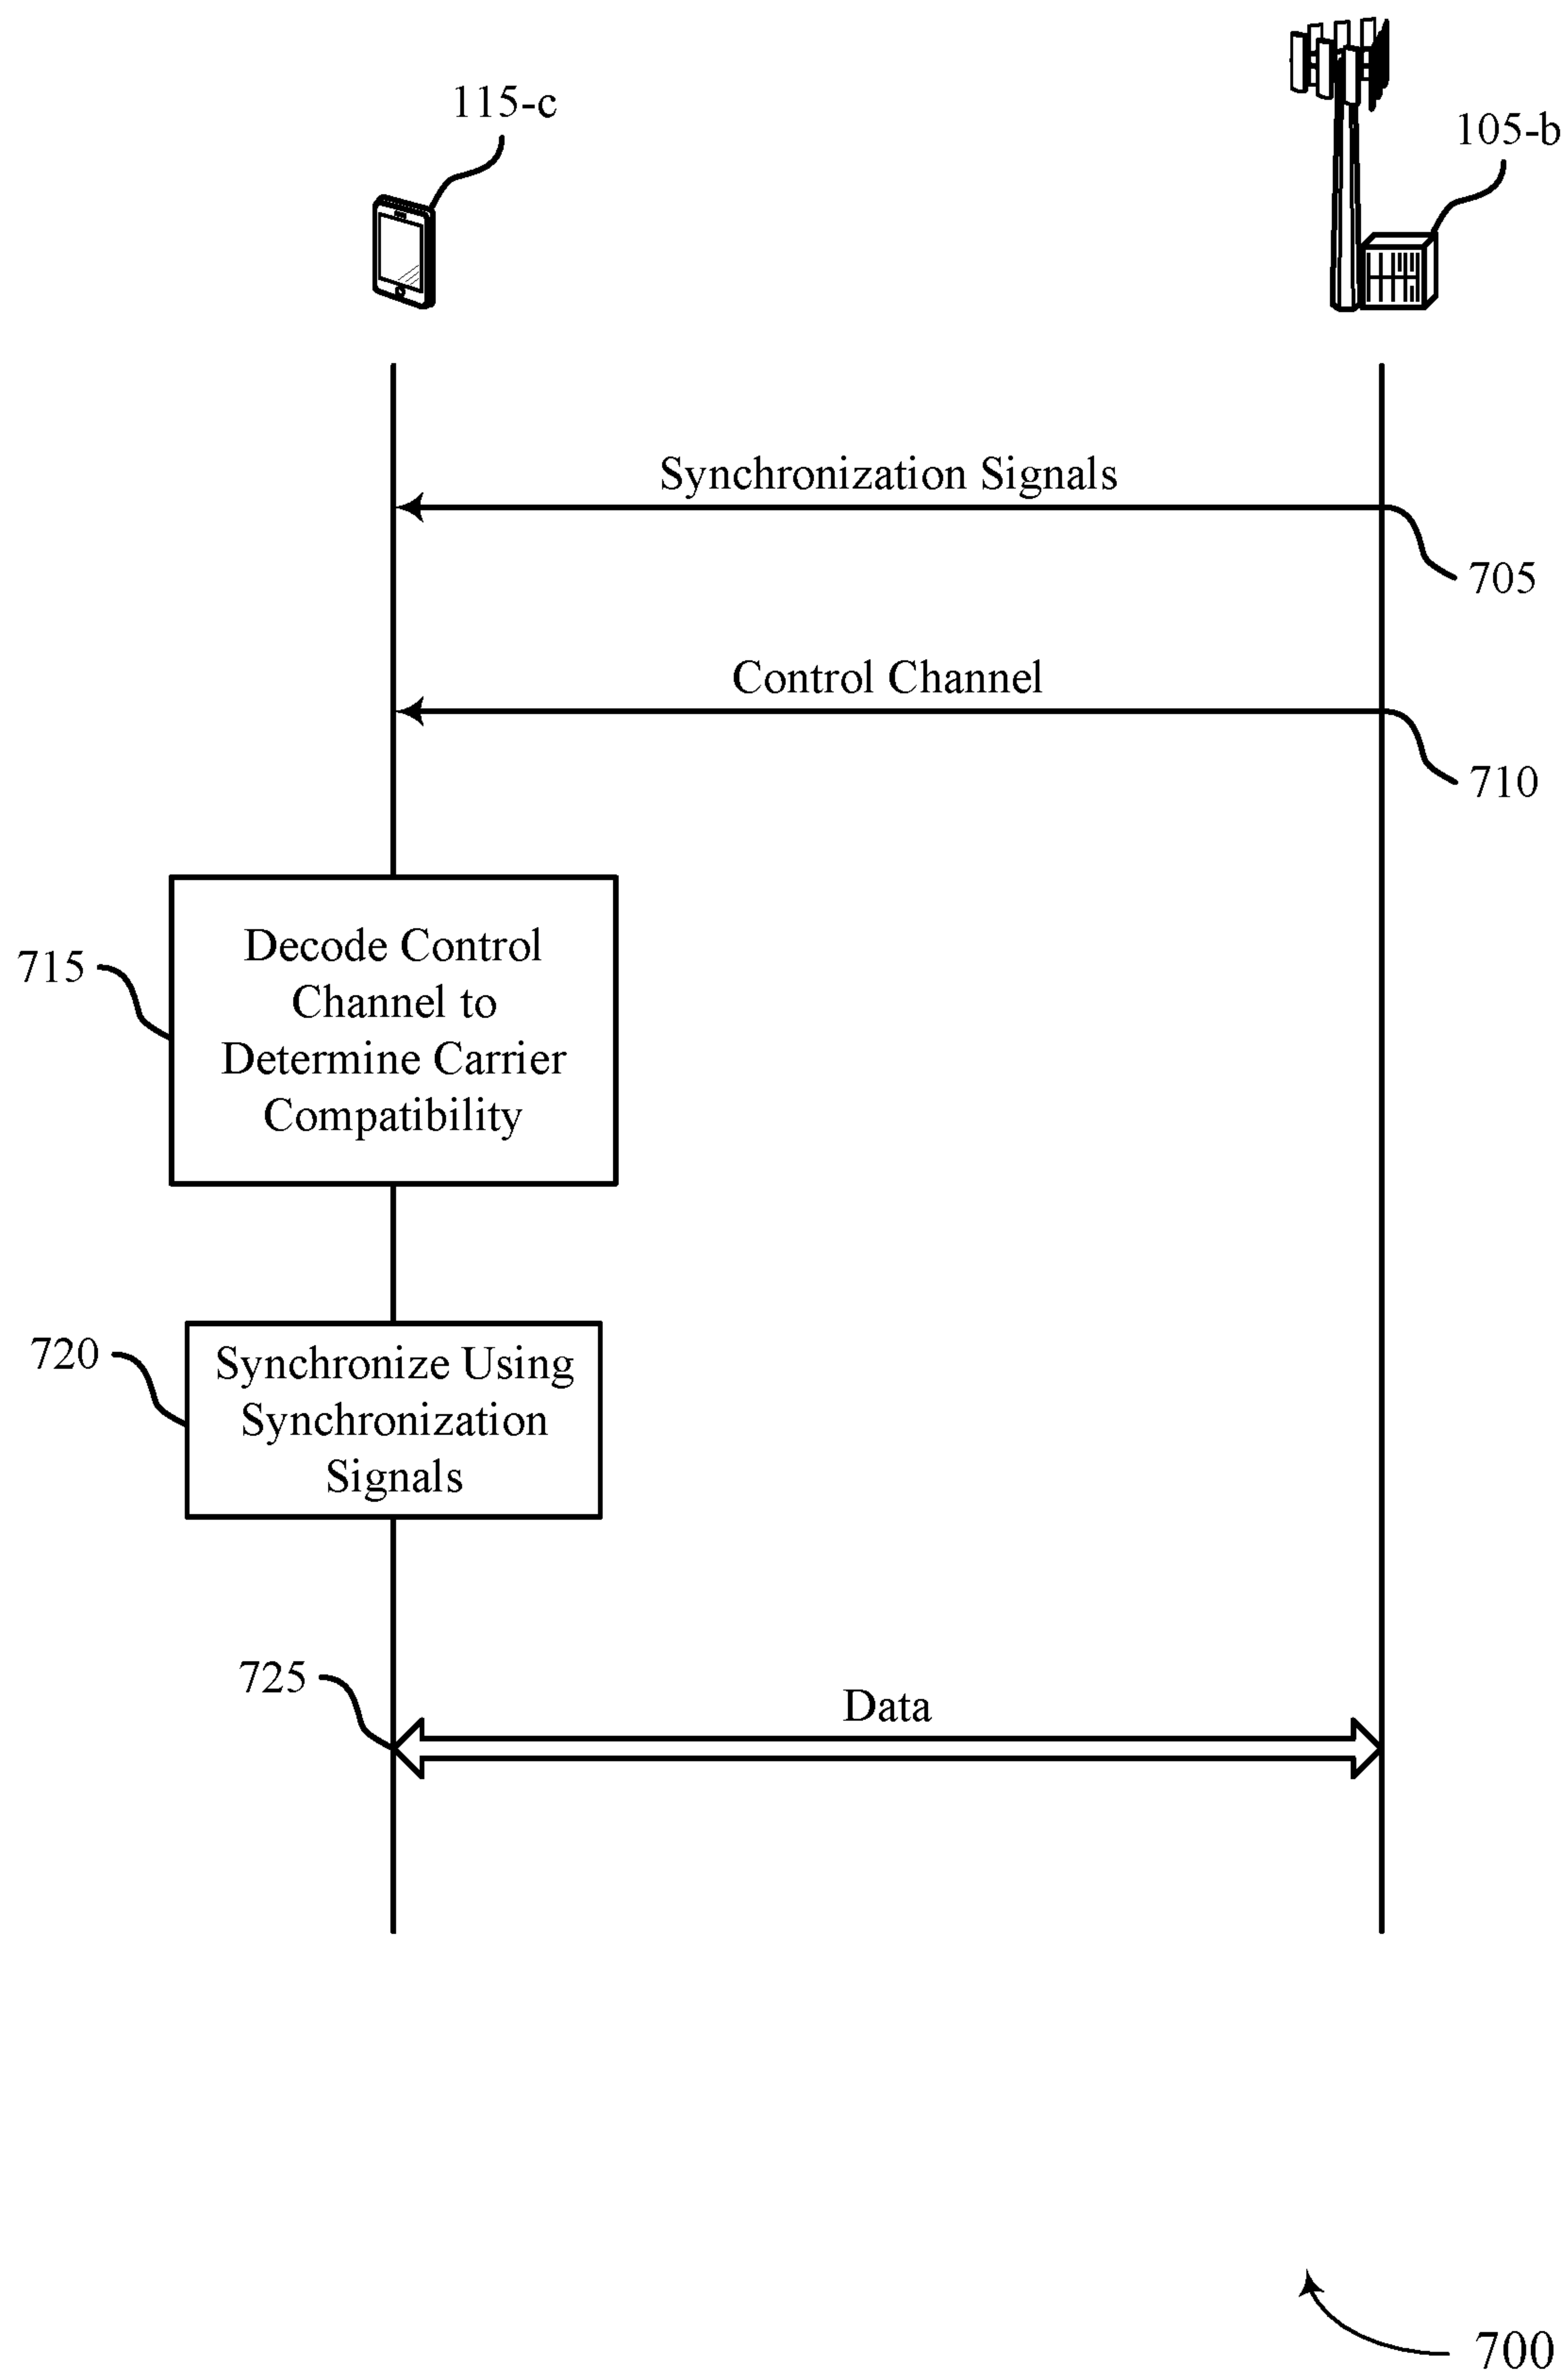 115-c
105-b
Synchronization Signals
705
Control Channel
710
715
Decode Control
Channel to
Determine Carrier
Compatibility
720
Synchronize Using
Synchronization
Signals
725
Data
700